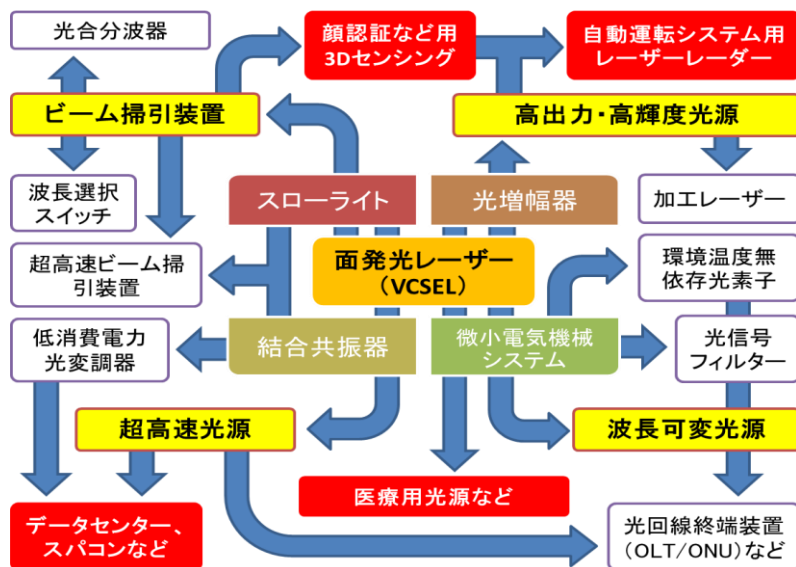 光合分波器
顔認証など用
3Dセンシング
自動運転システム用
レーザーレーダー
ビーム掃引装置
高出力・高輝度光源
波長選択
スイッチ
スローライト
光増幅器
加工レーザー
超高速ビーム掃
引装置
面発光レーザー
（VCSEL）
環境温度無
依存光素子
低消費電力
光変調器
結合共振器
微小電気機械
システム
光信号
フィルター
超高速光源
波長可変光源
医療用光源など
データセンター、
スパコンなど
光回線終端装置
（OLT/ONU）など